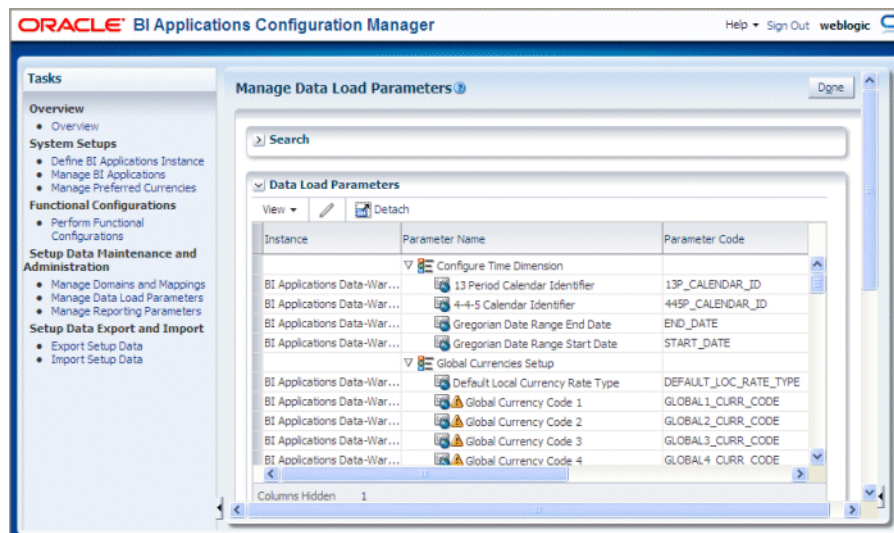 ORACLE BI Applications Configuration Manager
Help Sign Out weblogic
Tasks
Overview
Overview
System Setups
Define BI Applications Instance
Manage BI Applications
Manage Preferred Currencies
Functional Configurations
Perform Functional
Configurations
Setup Data Maintenance and
Administration
Manage Domains and Mappings
Manage Data Load Parameters
Manage Reporting Parameters
Setup Data Export and Import
Export Setup Data
Import Setup Data
Manage Data Load Parameters
Done
Search
Data Load Parameters
View Detach
Instance Parameter Name Parameter Code
Configure Time Dimension
BI Applications Data-War... 13 Period Calendar Identifier 13P_CALENDAR_ID
BI Applications Data-War... 4-4-5 Calendar Identifier 445P_CALENDAR_ID
BI Applications Data-War... Gregorian Date Range End Date END_DATE
BI Applications Data-War... Gregorian Date Range Start Date START_DATE
Global Currencies Setup
BI Applications Data-War... Default Local Currency Rate Type DEFAULT_LOC_RATE_TYPE
BI Applications Data-War... Global Currency Code 1 GLOBAL1_CURR_CODE
BI Applications Data-War... Global Currency Code 2 GLOBAL2_CURR_CODE
BI Applications Data-War... Global Currency Code 3 GLOBAL3_CURR_CODE
BI Applications Data-War... Global Currency Code 4 GLOBAL4_CURR_CODE
Columns Hidden 1